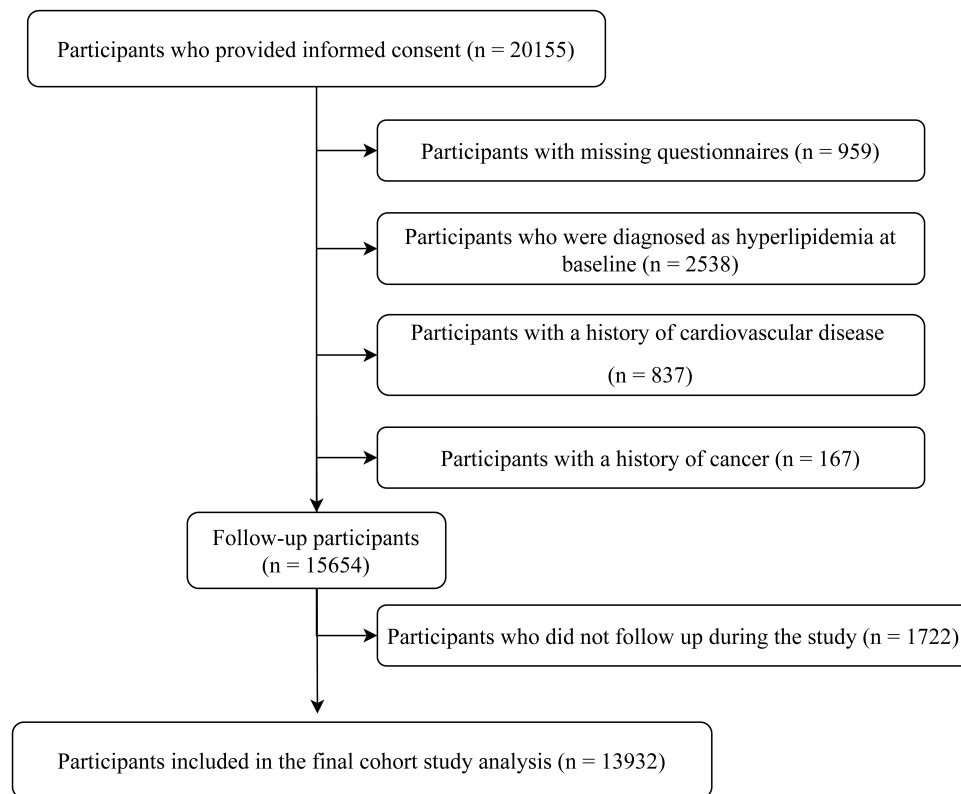 Participants who provided informed consent (n = 20155)
Participants with missing questionnaires (n = 959)
Participants who were diagnosed as hyperlipidemia at
baseline (n = 2538)
Participants with a history of cardiovascular disease
(n = 837)
Participants with a history of cancer (n = 167)
Follow-up participants
(n = 15654)
Participants who did not follow up during the study (n = 1722)
Participants included in the final cohort study analysis (n = 13932)